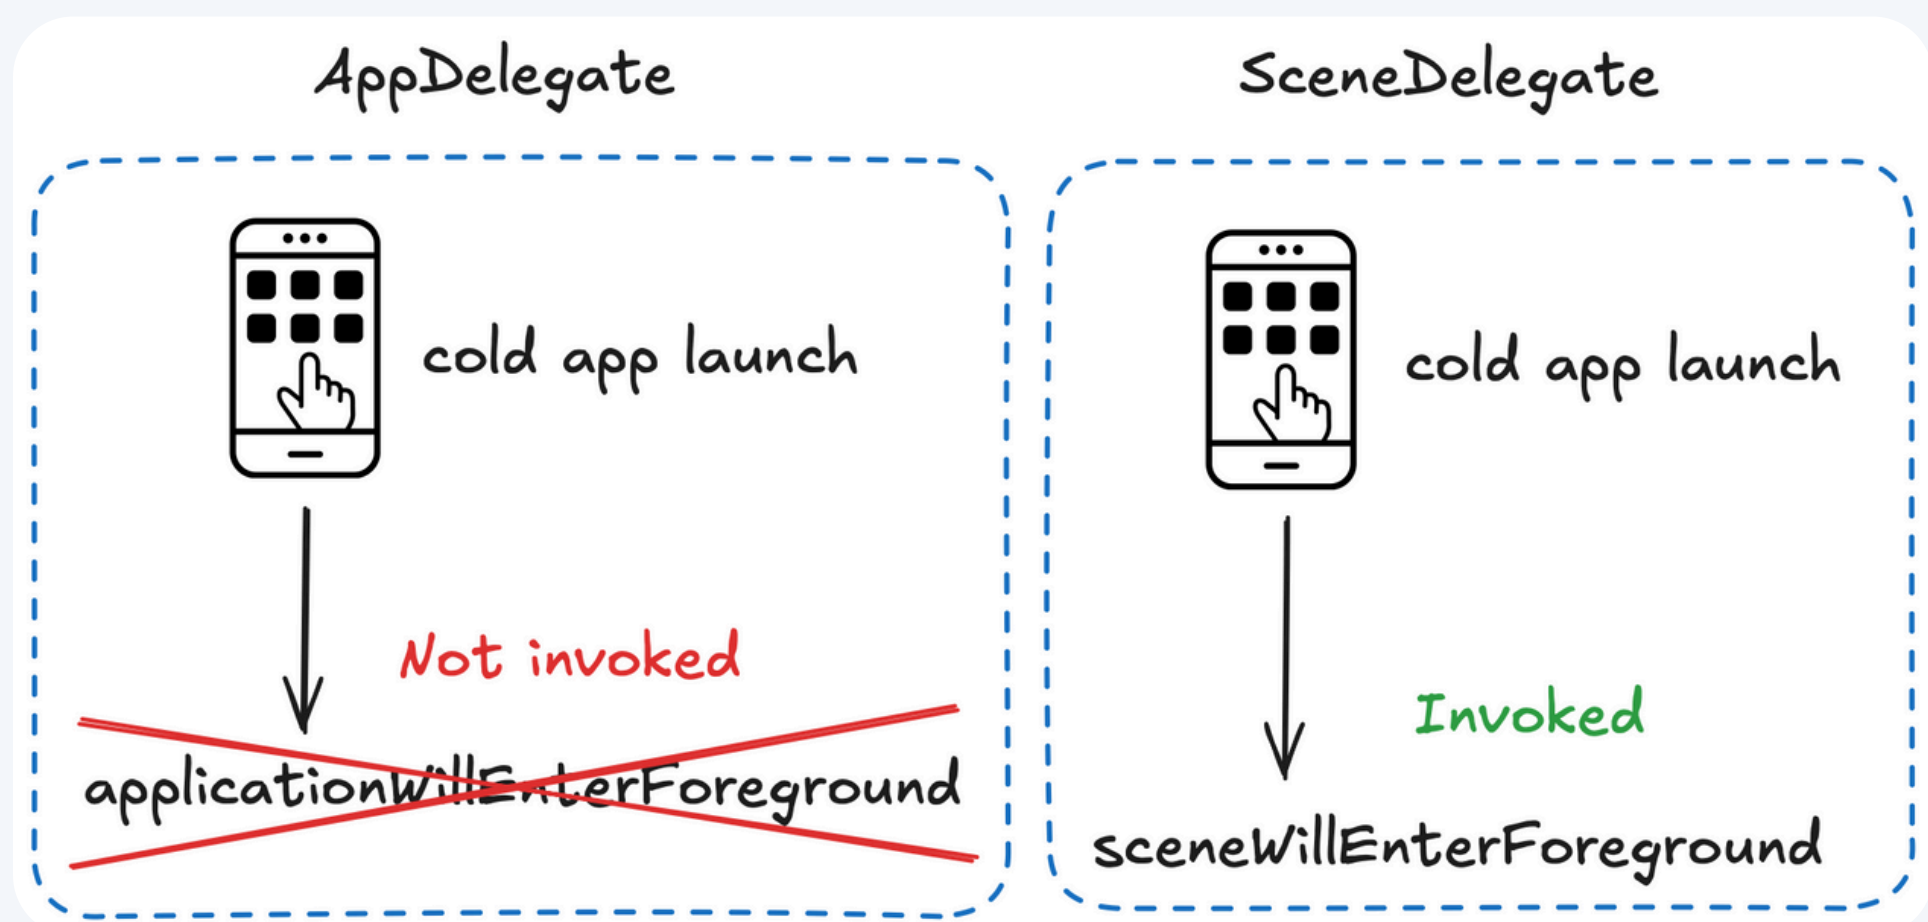 AppDelegate
cold app launch
Not invoked
applicationWillEnterForeground
SceneDelegate
cold app launch
Invoked
sceneWillEnterForeground